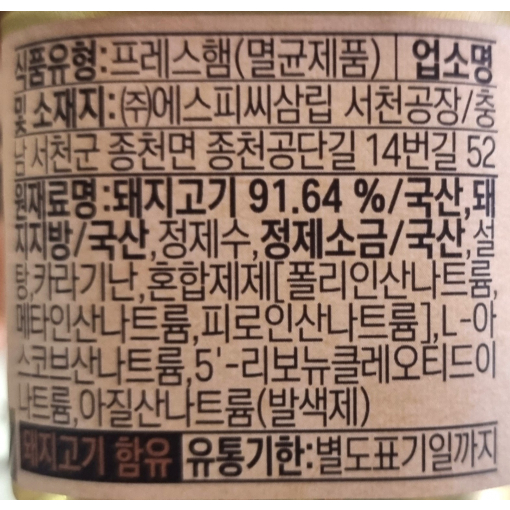 식품유형:프레스햄(멸균제품) | 업소명
및 소재지:㈜에스피씨삼립 서천공장/충
남 서천군 종천면 종천공단길 14번길 52
원재료명:돼지고기 91.64 %/국산,돼
지지방/국산,정제수,정제소금/국산,설
탕,카라기난,혼합제제[폴리인산나트륨,
메타인산나트륨,피로인산나트륨],L-아
스코브산나트륨,5'-리보뉴클레오티드이
나트륨,아질산나트륨(발색제)
돼지고기 함유 유통기한:별도표기일까지